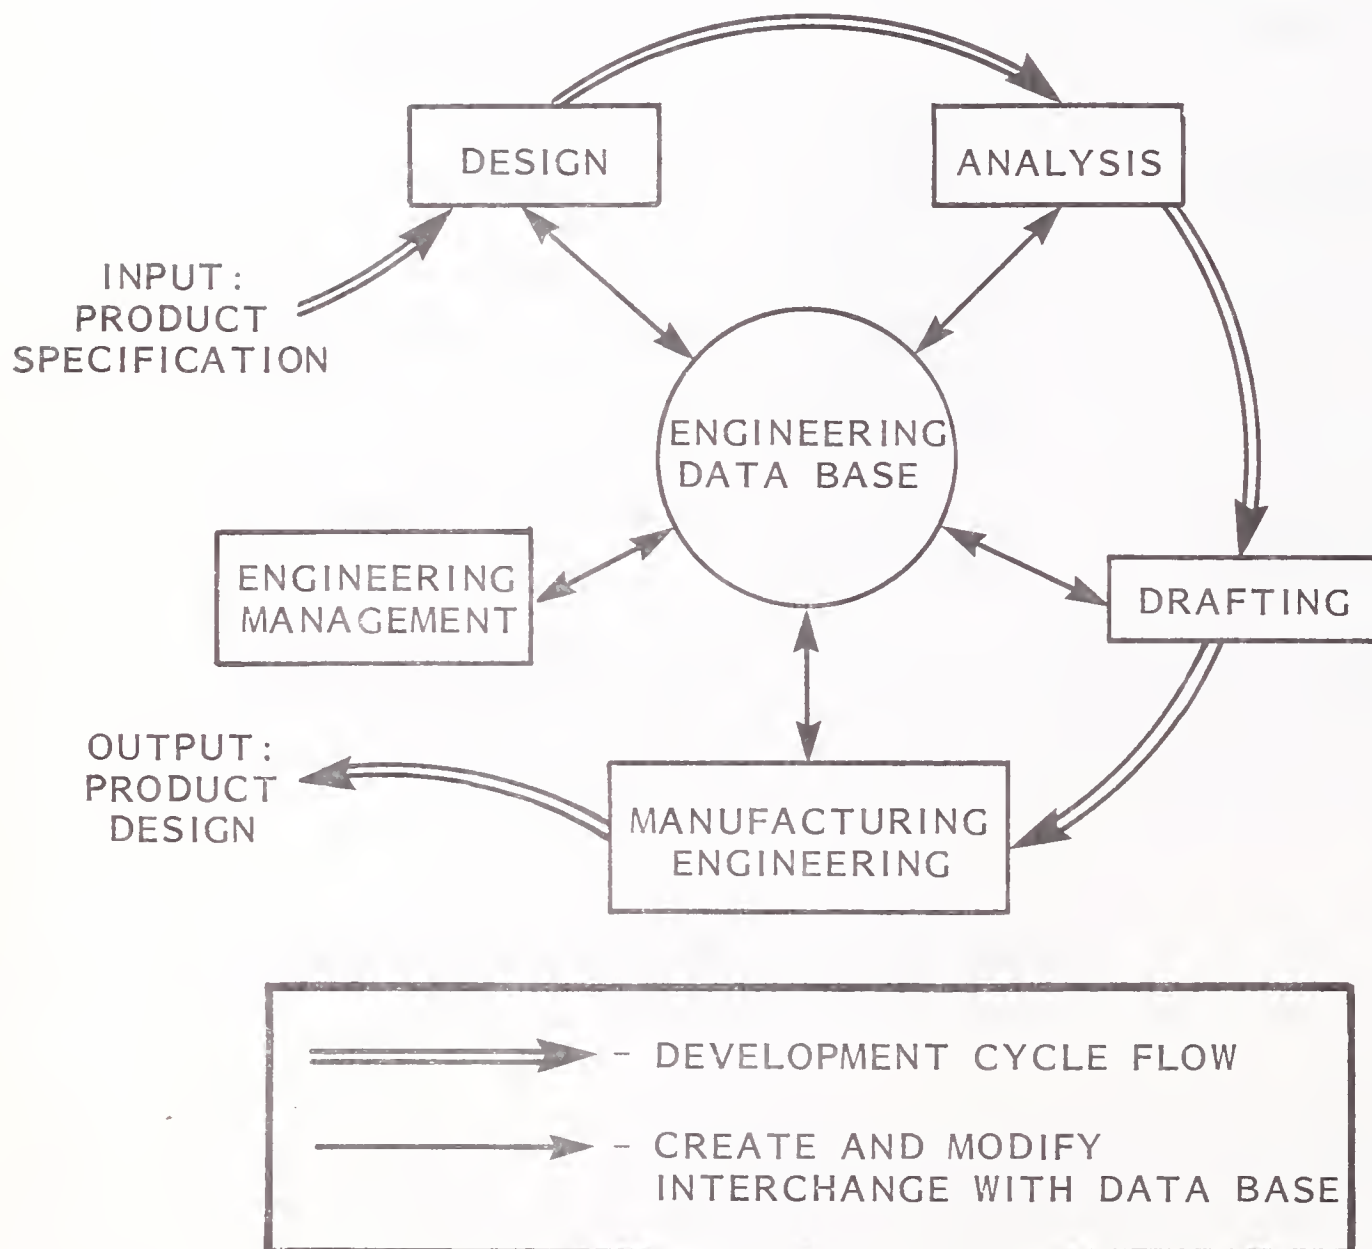 DESIGN
ANALYSIS
INPUT:
PRODUCT
SPECIFICATION
ENGINEERING
DATA BASE
ENGINEERING
MANAGEMENT
DRAFTING
OUTPUT:
PRODUCT
DESIGN
MANUFACTURING
ENGINEERING
- DEVELOPMENT CYCLE FLOW
- CREATE AND MODIFY
INTERCHANGE WITH DATA BASE